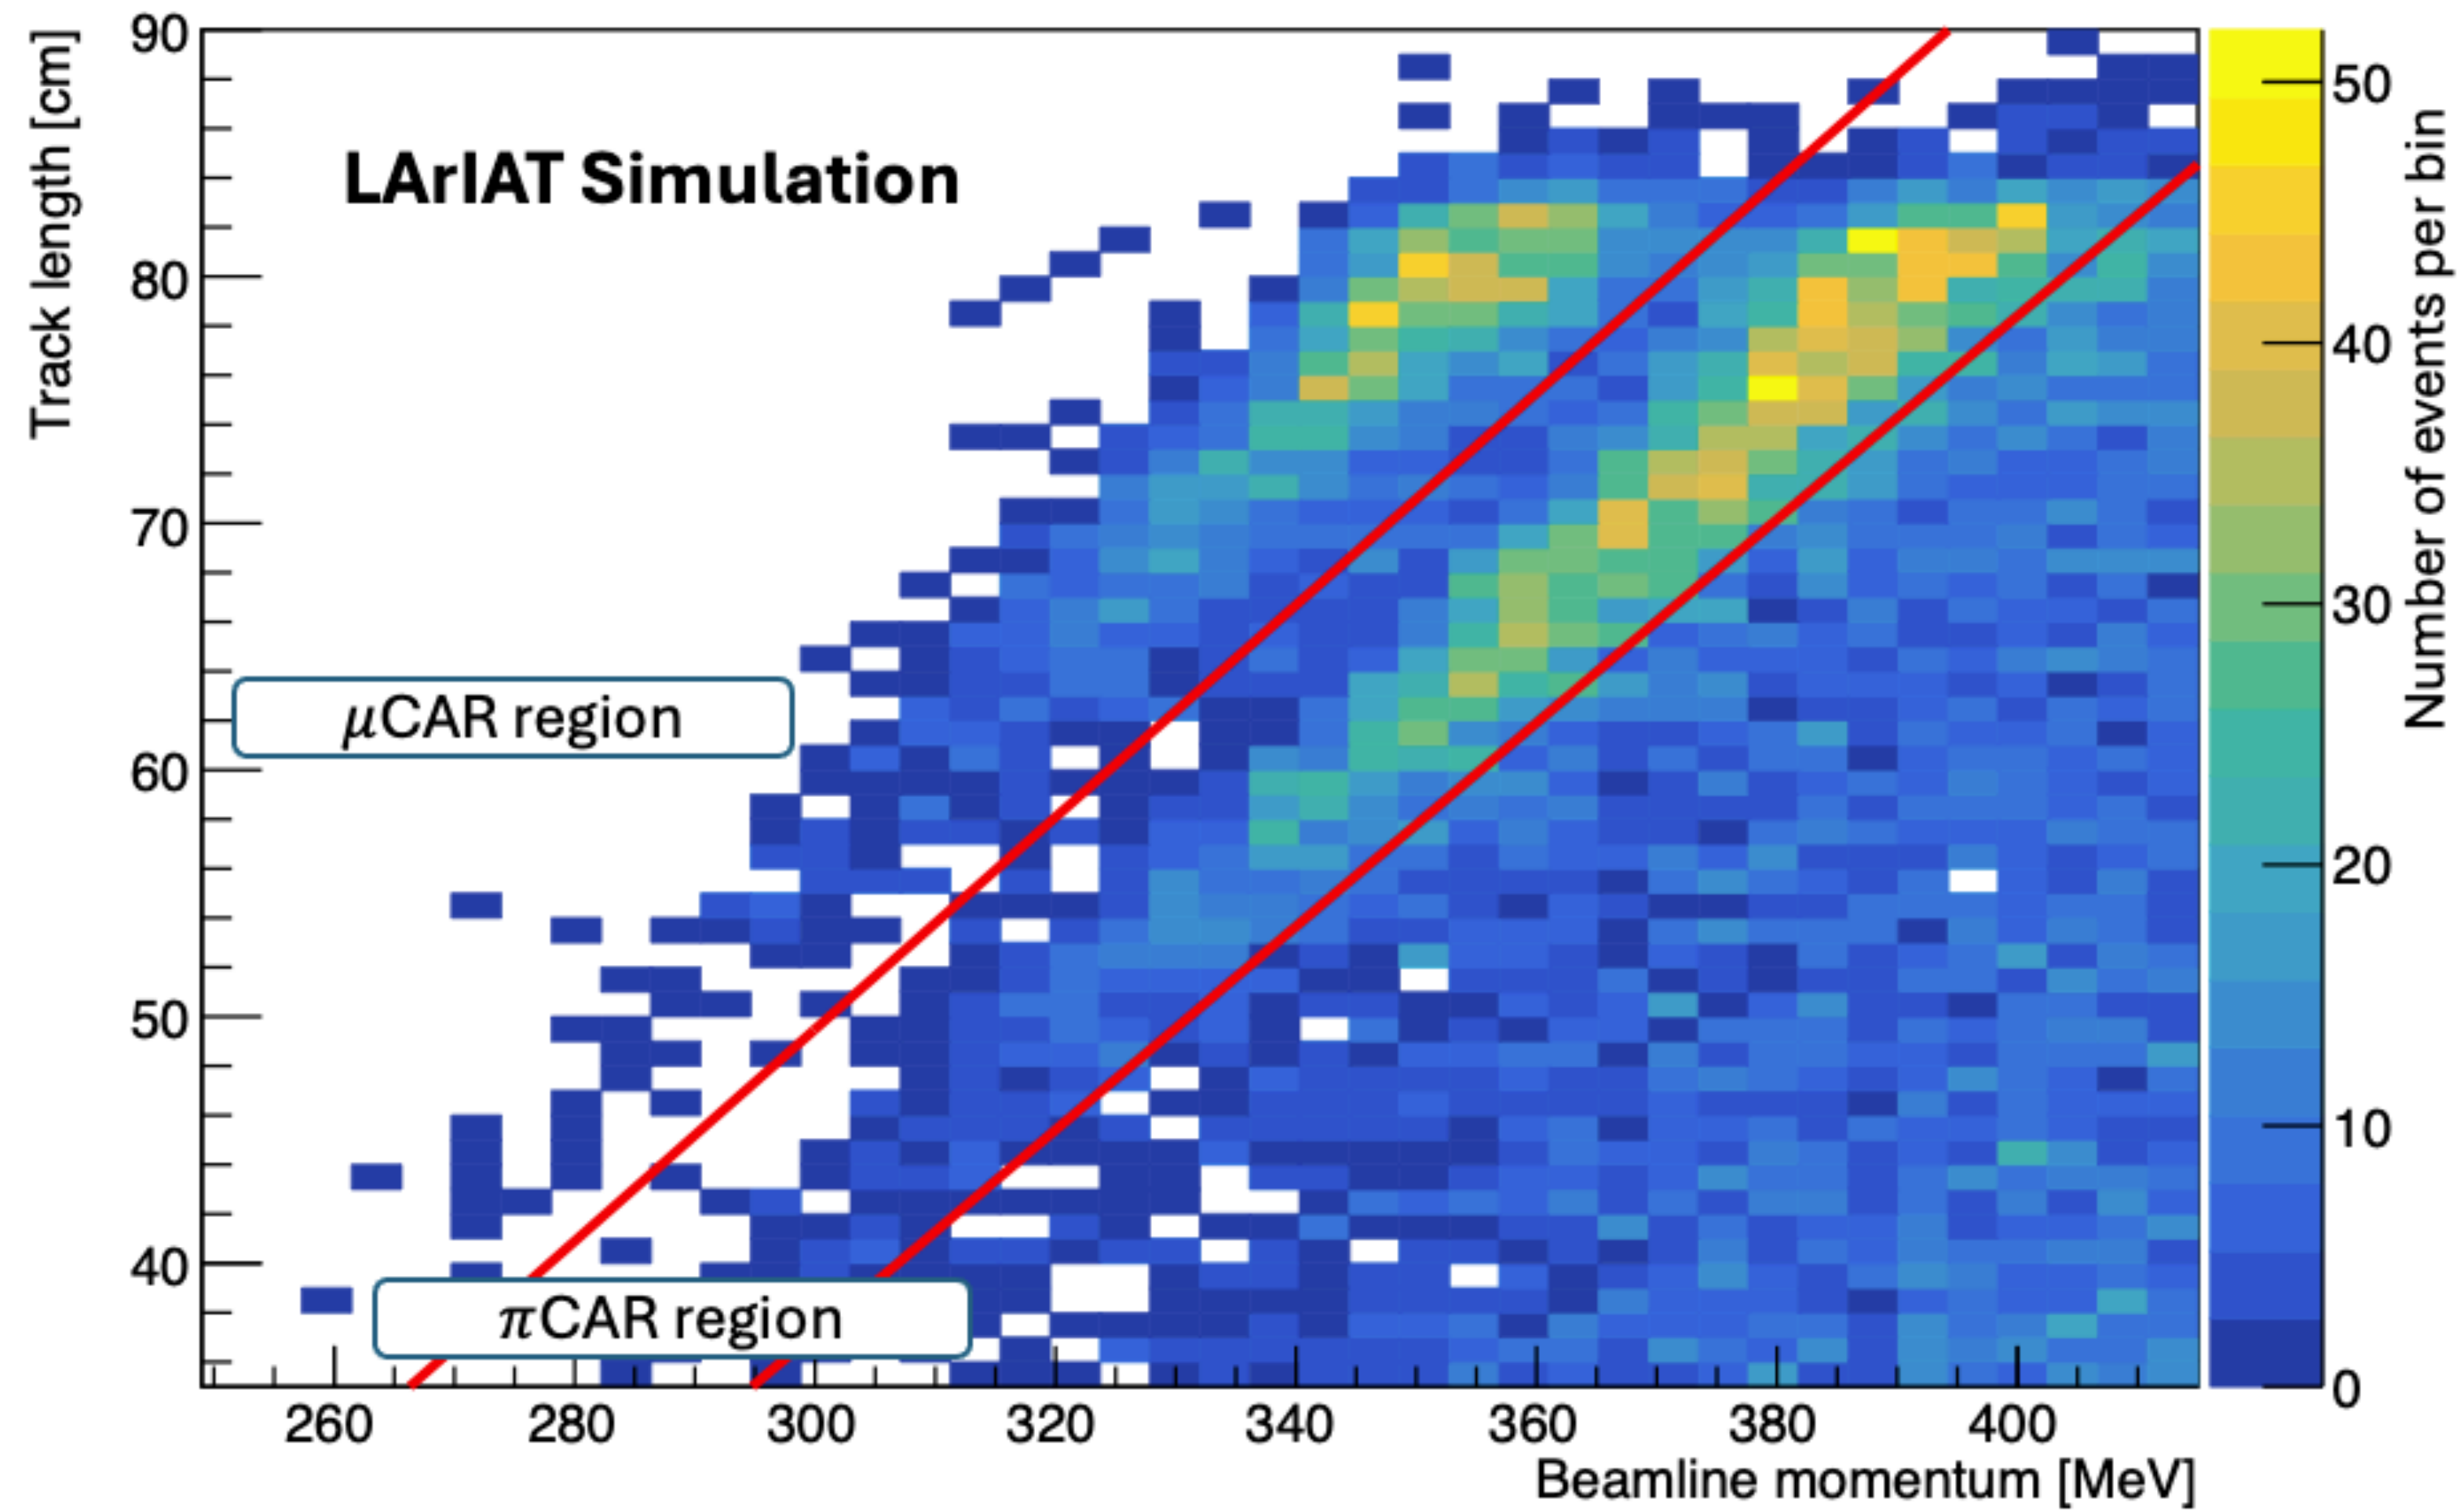 Track length [cm]
90
80
70
60
50
40
LArIAT Simulation
μCAR region
πCAR region
260 280 300 320 340 360 380 400
Beamline momentum [MeV]
50
40
30
20
10
0
Number of events per bin